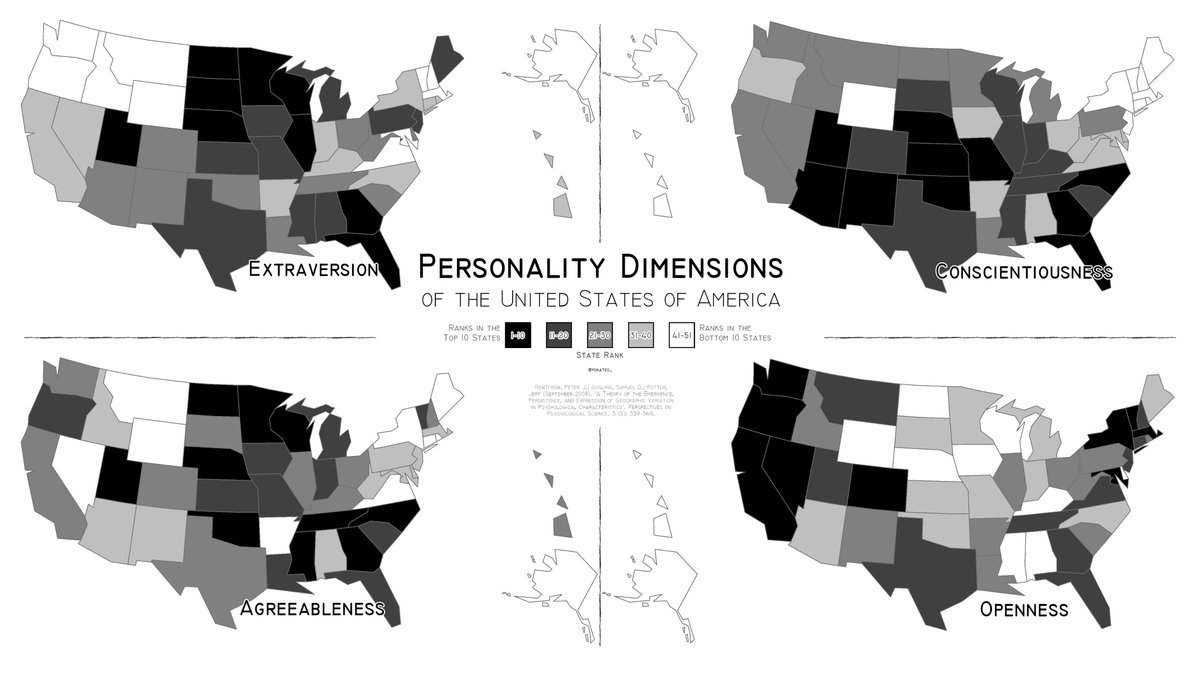 Extraversion
Conscientiousness
Personality Dimensions
of the United States of America
Ranks in the
Top 10 States
1-10
11-20
21-30
31-40
41-51
Ranks in the
Bottom 10 States
State Rank
@pokateo_
Rentfrow, Peter J.; Gosling, Samuel D.; Potter,
Jeff (September 2008). "A Theory of the Emergence,
Persistence, and Expression of Geographic Variation
in Psychological Characteristics". Perspectives on
Psychological Science. 3 (5): 339-369.
Agreeableness
Openness